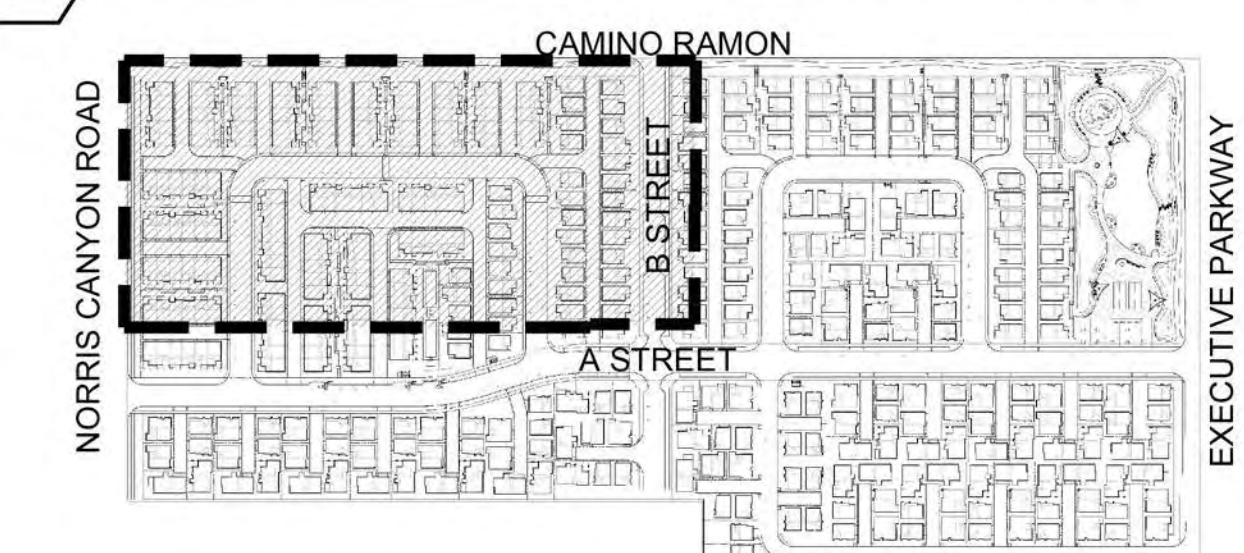 CAMINO RAMON
NORRIS CANYON ROAD
B STREET
EXECUTIVE PARKWAY
A STREET